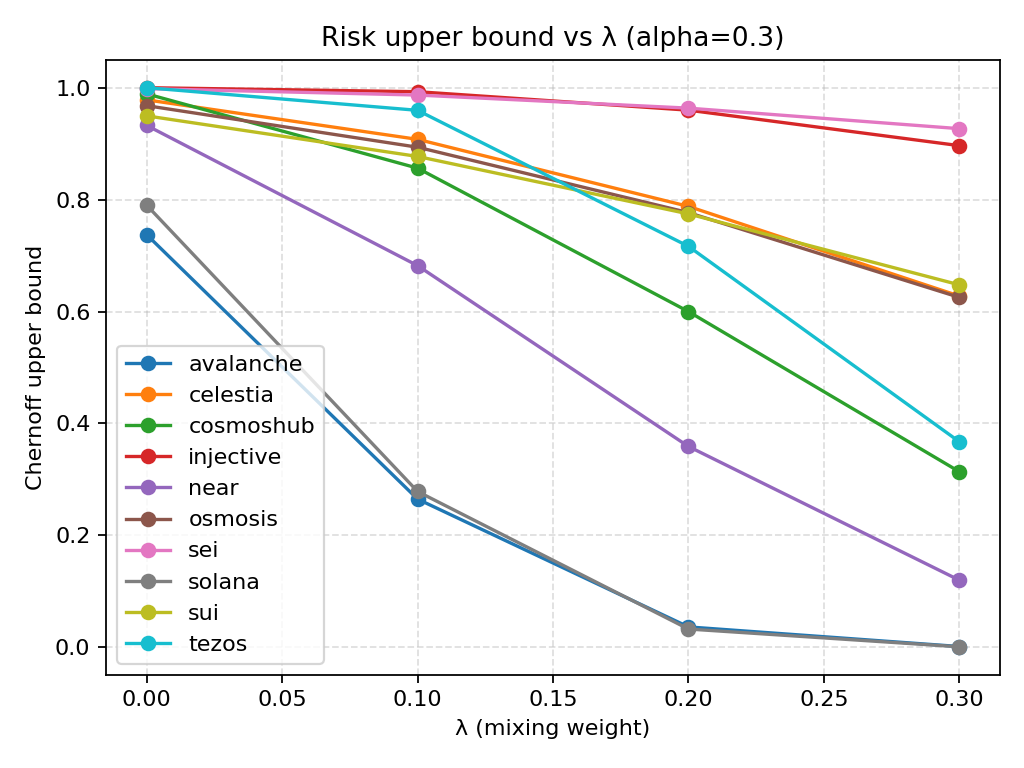 Risk upper bound vs λ (alpha=0.3)
Chernoff upper bound
1.0
0.8
0.6
0.4
0.2
0.0
avalanche
celestia
cosmoshub
injective
near
osmosis
sei
solana
sui
tezos
0.00 0.05 0.10 0.15 0.20 0.25 0.30
λ (mixing weight)